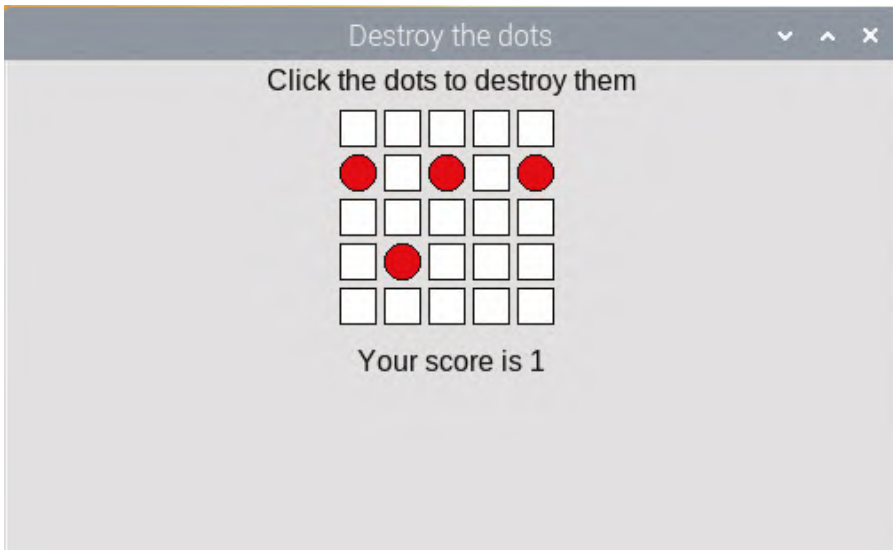 Destroy the dots
Click the dots to destroy them
Your score is 1